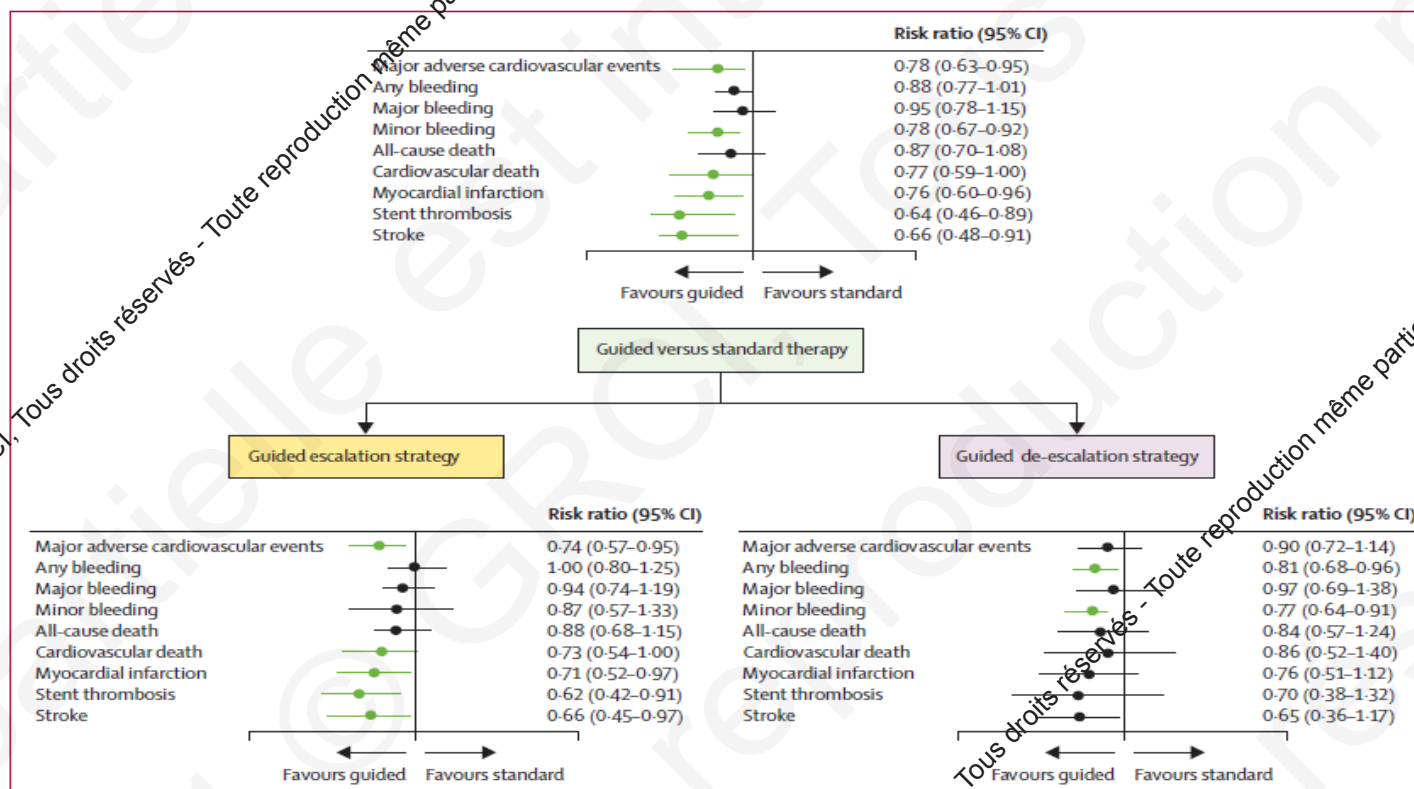 Risk ratio (95% CI)
Major adverse cardiovascular events 0·78 (0·63–0·95)
Any bleeding 0·88 (0·77–1·01)
Major bleeding 0·95 (0·78–1·15)
Minor bleeding 0·78 (0·67–0·92)
All-cause death 0·87 (0·70–1·08)
Cardiovascular death 0·77 (0·59–1·00)
Myocardial infarction 0·76 (0·60–0·96)
Stent thrombosis 0·64 (0·46–0·89)
Stroke 0·66 (0·48–0·91)
Favours guided Favours standard
Guided versus standard therapy
Guided escalation strategy
Guided de-escalation strategy
Risk ratio (95% CI)
Major adverse cardiovascular events 0·74 (0·57–0·95)
Any bleeding 1·00 (0·80–1·25)
Major bleeding 0·94 (0·74–1·19)
Minor bleeding 0·87 (0·57–1·33)
All-cause death 0·88 (0·68–1·15)
Cardiovascular death 0·73 (0·54–1·00)
Myocardial infarction 0·71 (0·52–0·97)
Stent thrombosis 0·62 (0·42–0·91)
Stroke 0·66 (0·45–0·97)
Favours guided Favours standard
Risk ratio (95% CI)
Major adverse cardiovascular events 0·90 (0·72–1·14)
Any bleeding 0·81 (0·68–0·96)
Major bleeding 0·97 (0·69–1·38)
Minor bleeding 0·77 (0·64–0·91)
All-cause death 0·84 (0·57–1·24)
Cardiovascular death 0·86 (0·52–1·40)
Myocardial infarction 0·76 (0·51–1·12)
Stent thrombosis 0·70 (0·38–1·32)
Stroke 0·65 (0·36–1·17)
Favours guided Favours standard
Tous droits réservés - Toute reproduction même
Tous droits réservés - Toute reproduction même
© GRCI, Tous
partielle est
reproduction